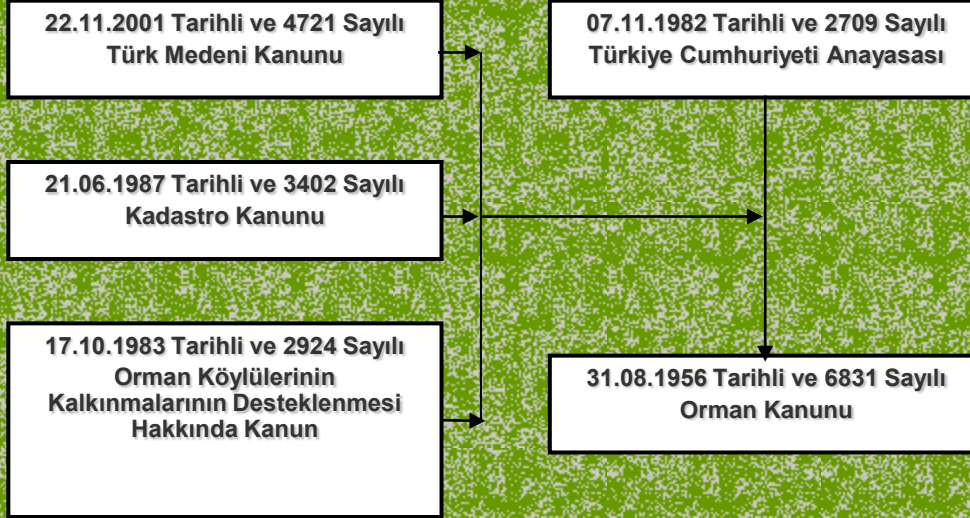 22.11.2001 Tarihli ve 4721 Sayılı
Türk Medeni Kanunu
07.11.1982 Tarihli ve 2709 Sayılı
Türkiye Cumhuriyeti Anayasası
21.06.1987 Tarihli ve 3402 Sayılı
Kadastro Kanunu
17.10.1983 Tarihli ve 2924 Sayılı
Orman Köylülerinin
Kalkınmalarının Desteklenmesi
Hakkında Kanun
31.08.1956 Tarihli ve 6831 Sayılı
Orman Kanunu